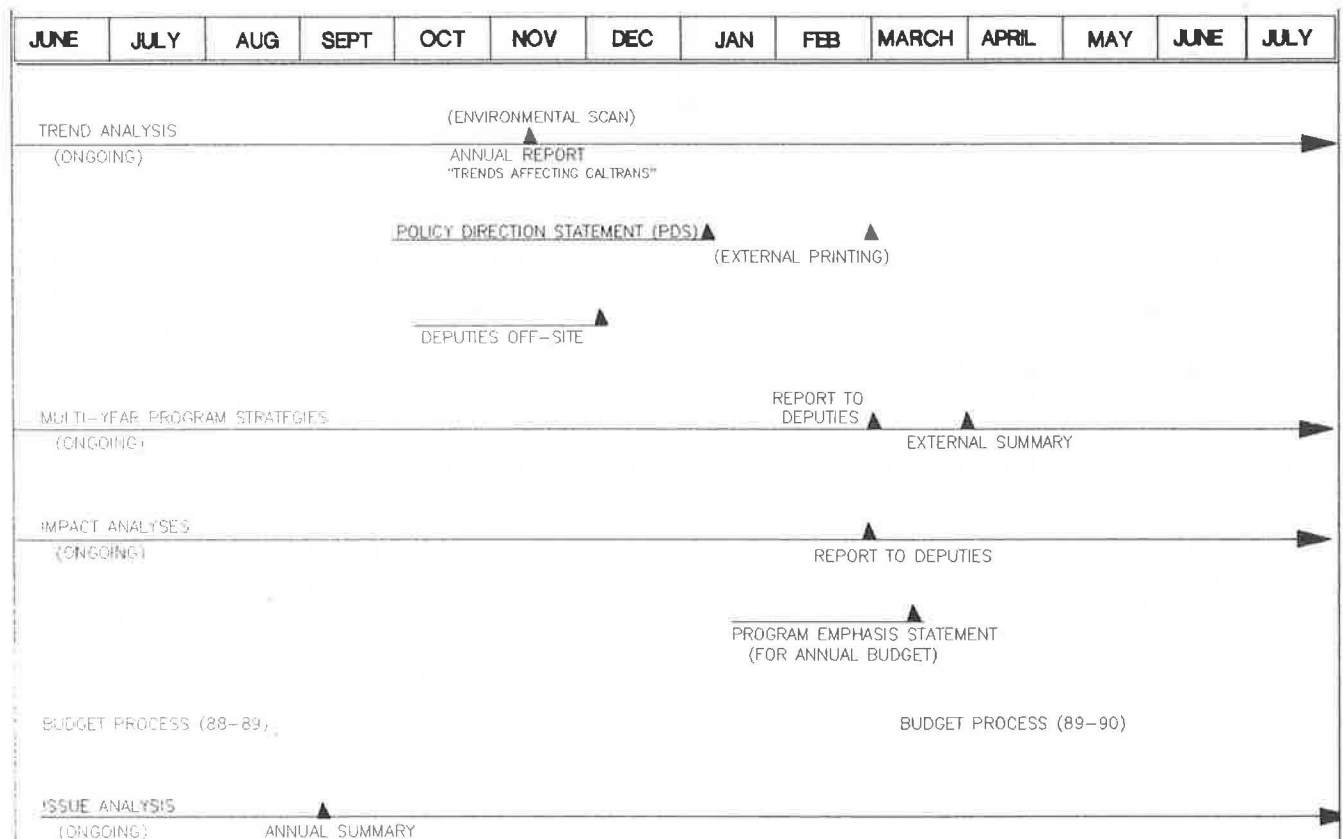 JUNE JULY AUG SEPT OCT NOV DEC JAN FEB MARCH APRIL MAY JUNE JULY
(ENVIRONMENTAL SCAN)
TREND ANALYSIS
(ONGOING)
ANNUAL REPORT
"TRENDS AFFECTING CALTRANS"
POLICY DIRECTION STATEMENT (PDS)
(EXTERNAL PRINTING)
DEPUTIES OFF-SITE
REPORT TO
DEPUTIES
MULTI-YEAR PROGRAM STRATEGIES
(ONGOING)
EXTERNAL SUMMARY
IMPACT ANALYSES
(ONGOING)
REPORT TO DEPUTIES
PROGRAM EMPHASIS STATEMENT
(FOR ANNUAL BUDGET)
BUDGET PROCESS (88-89)
BUDGET PROCESS (89-90)
ISSUE ANALYSIS
(ONGOING)
ANNUAL SUMMARY